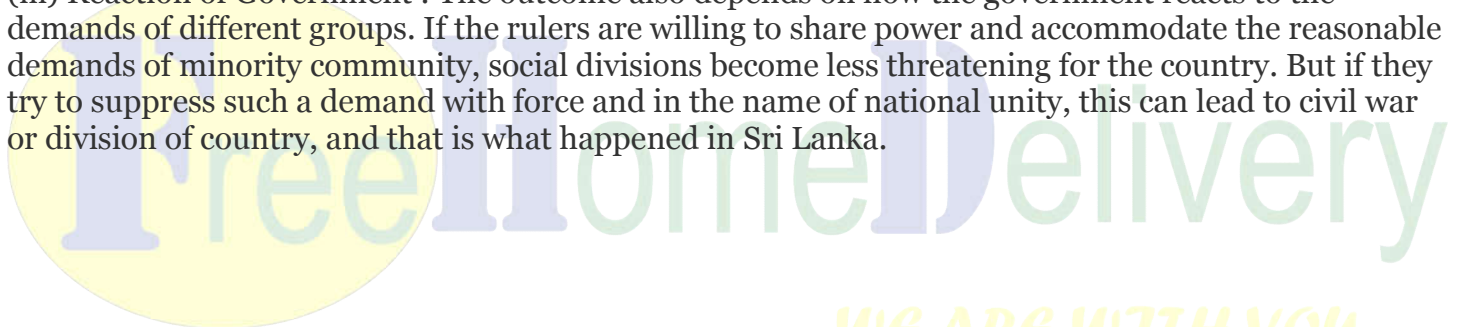 (iii) Reaction of Government : The outcome also depends on how the government reacts to the
demands of different groups. If the rulers are willing to share power and accommodate the reasonable
demands of minority community, social divisions become less threatening for the country. But if they
try to suppress such a demand with force and in the name of national unity, this can lead to civil war
or division of country, and that is what happened in Sri Lanka.
FreeHomeDelivery
WE ARE WITH YOU